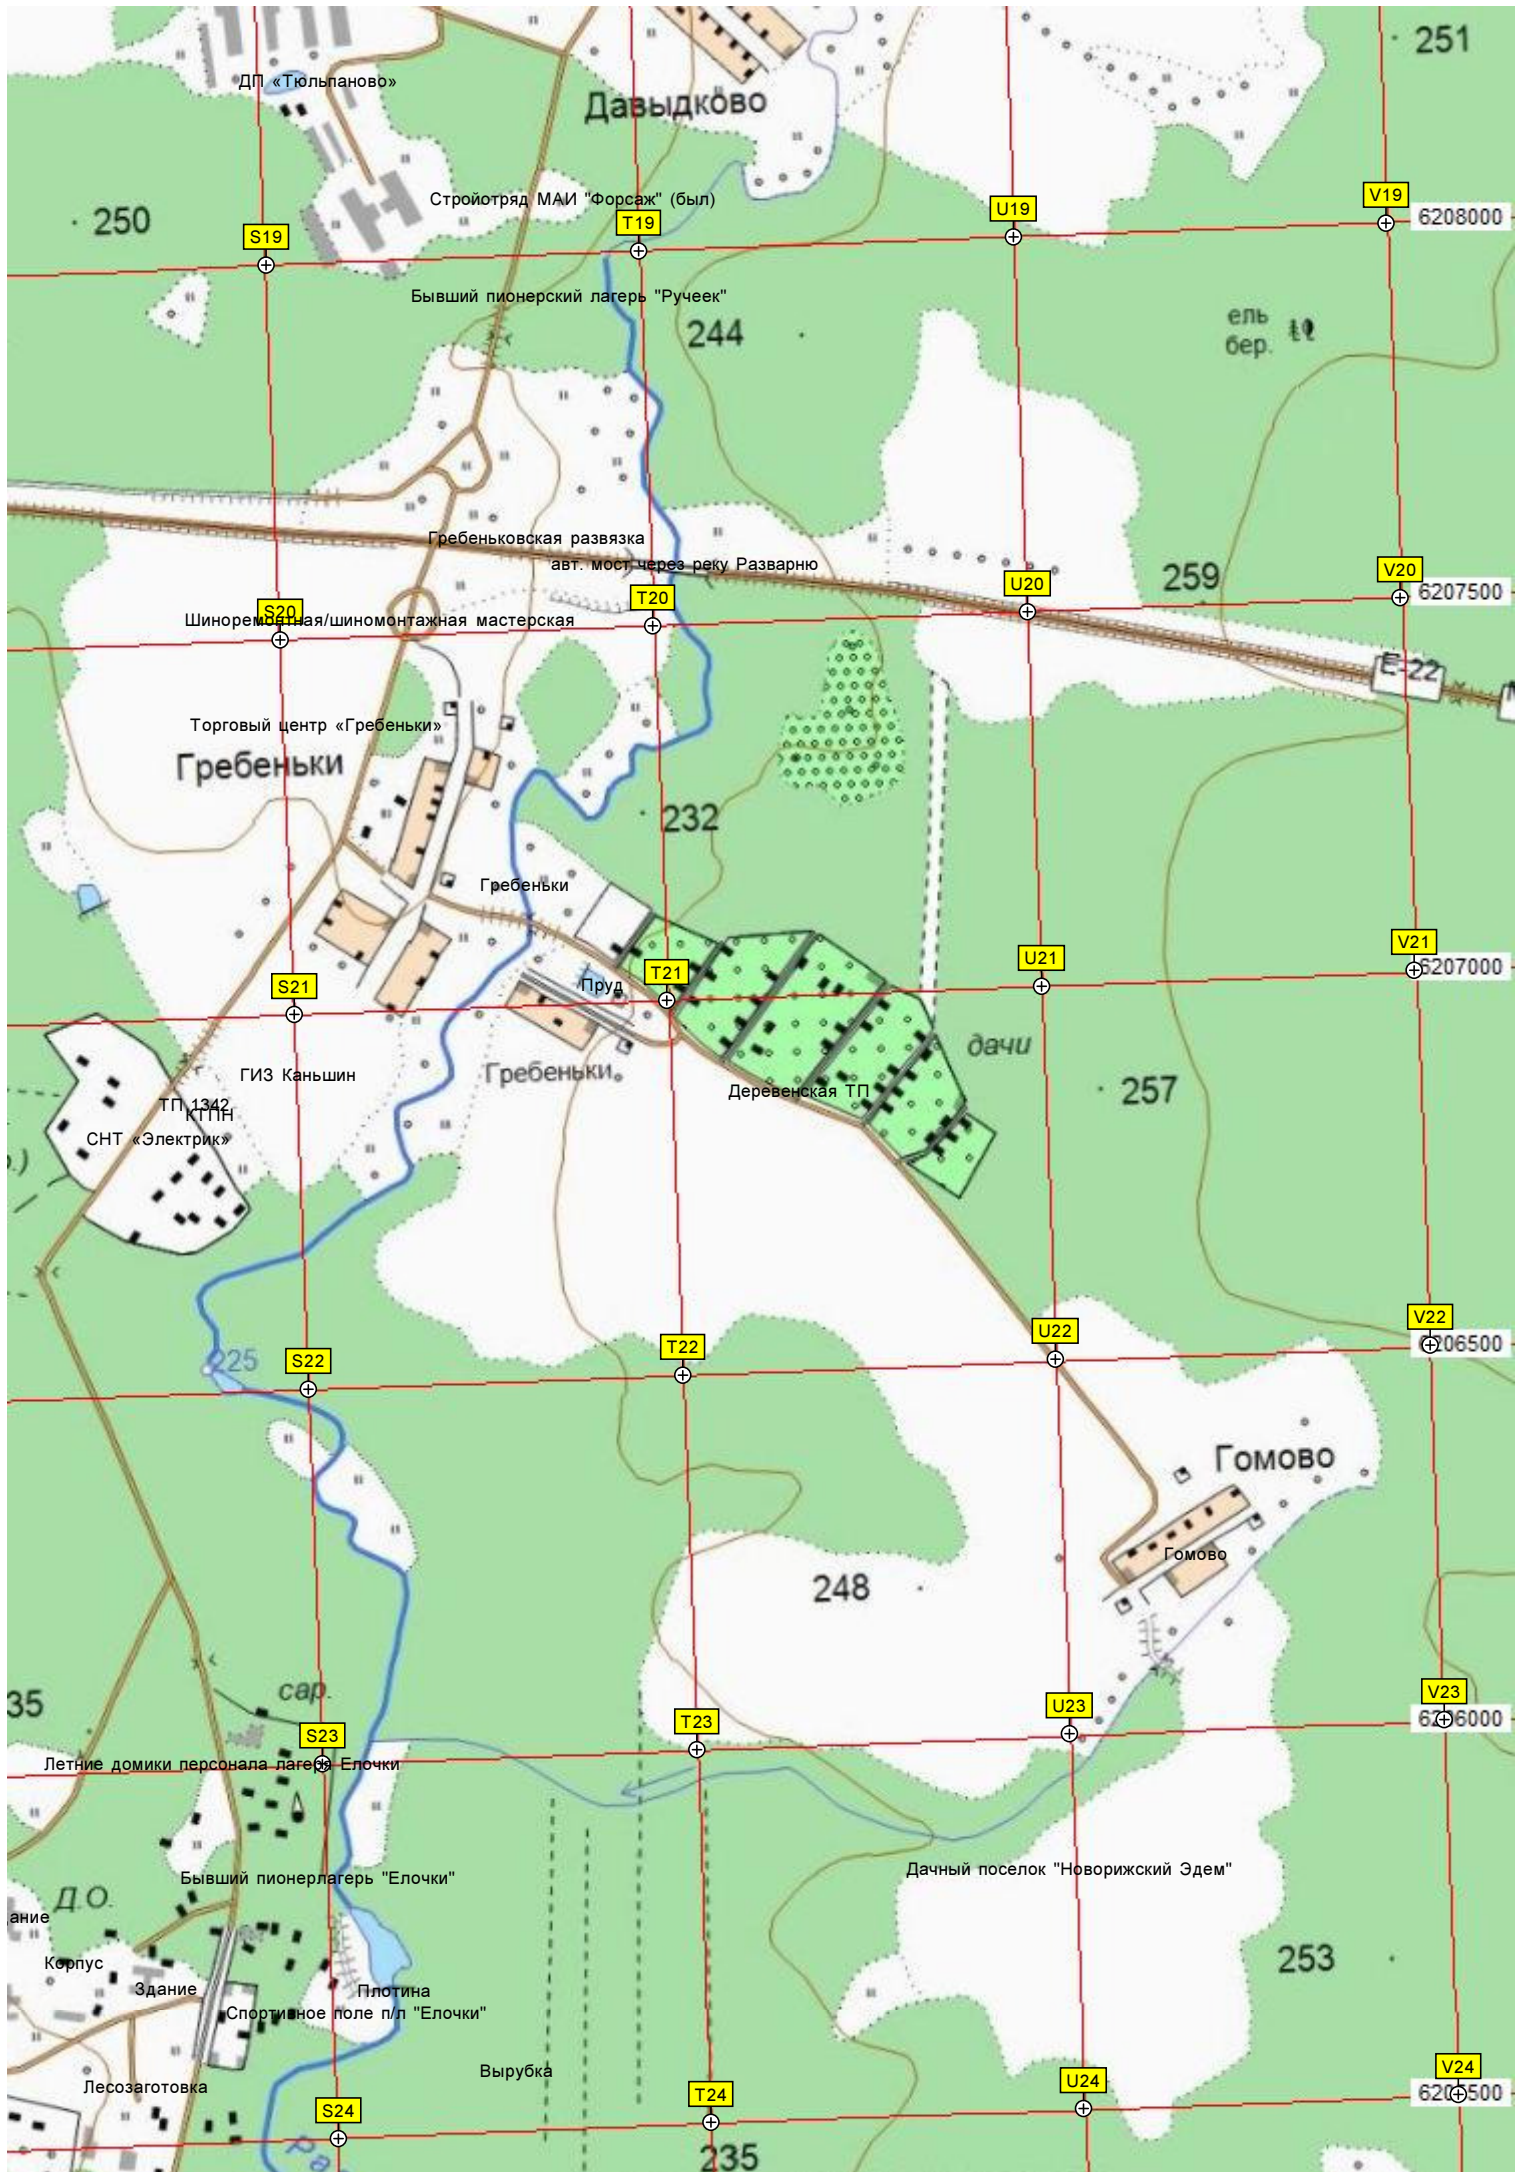 251
ДП «Тюльпаново»
Давыдково
Стройотряд МАИ "Форсаж" (был)
V19
6208000
U19
250
T19
S19
Бывший пионерский лагерь "Ручеек"
ель
бер.
244
Гребеньковская развязка
авт. мост через реку Разварню
V20
259
U20
6207500
T20
S20
Шиноремонтная/шиномонтажная мастерская
E-22
Торговый центр «Гребеньки»
Гребеньки
232
Гребеньки
V21
U21
6207000
T21
S21
Пруд
дачи
Гребеньки
ГИЗ Каньшин
Деревенская ТП
257
ТП 1342
КТПН
СНТ «Электрик»
V22
U22
6206500
T22
S22
225
Гомово
Гомово
248
сар.
35
V23
U23
6206000
T23
S23
Летние домики персонала лагеря Елочки
Дачный поселок "Новорижский Эдем"
Бывший пионерлагерь "Елочки"
Д.О.
ание
253
Корпус
Здание
Плотина
Спортивное поле п/л "Елочки"
Вырубка
V24
U24
6205500
Лесозаготовка
T24
S24
Ра
235